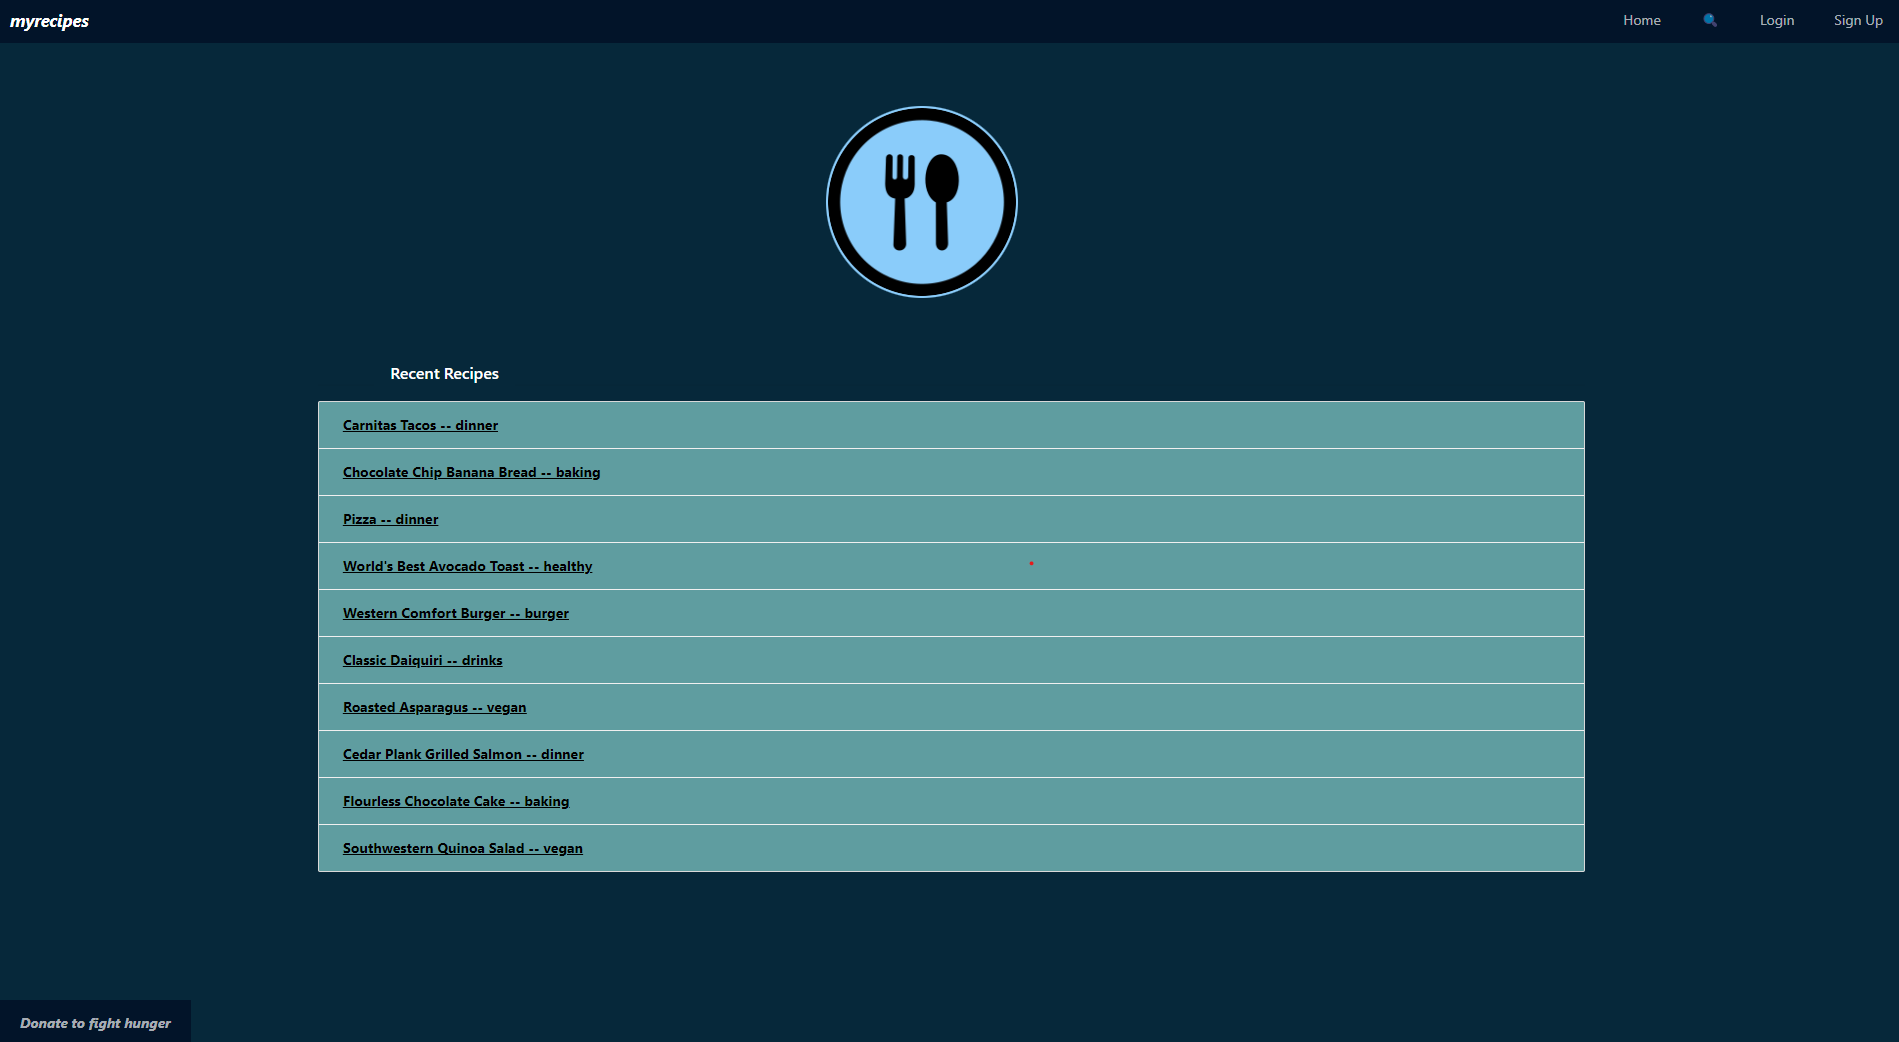 myrecipes
Home
Login
Sign Up
Recent Recipes
Carnitas Tacos -- dinner
Chocolate Chip Banana Bread -- baking
Pizza -- dinner
World's Best Avocado Toast -- healthy
Western Comfort Burger -- burger
Classic Daiquiri -- drinks
Roasted Asparagus -- vegan
Cedar Plank Grilled Salmon -- dinner
Flourless Chocolate Cake -- baking
Southwestern Quinoa Salad -- vegan
Donate to fight hunger